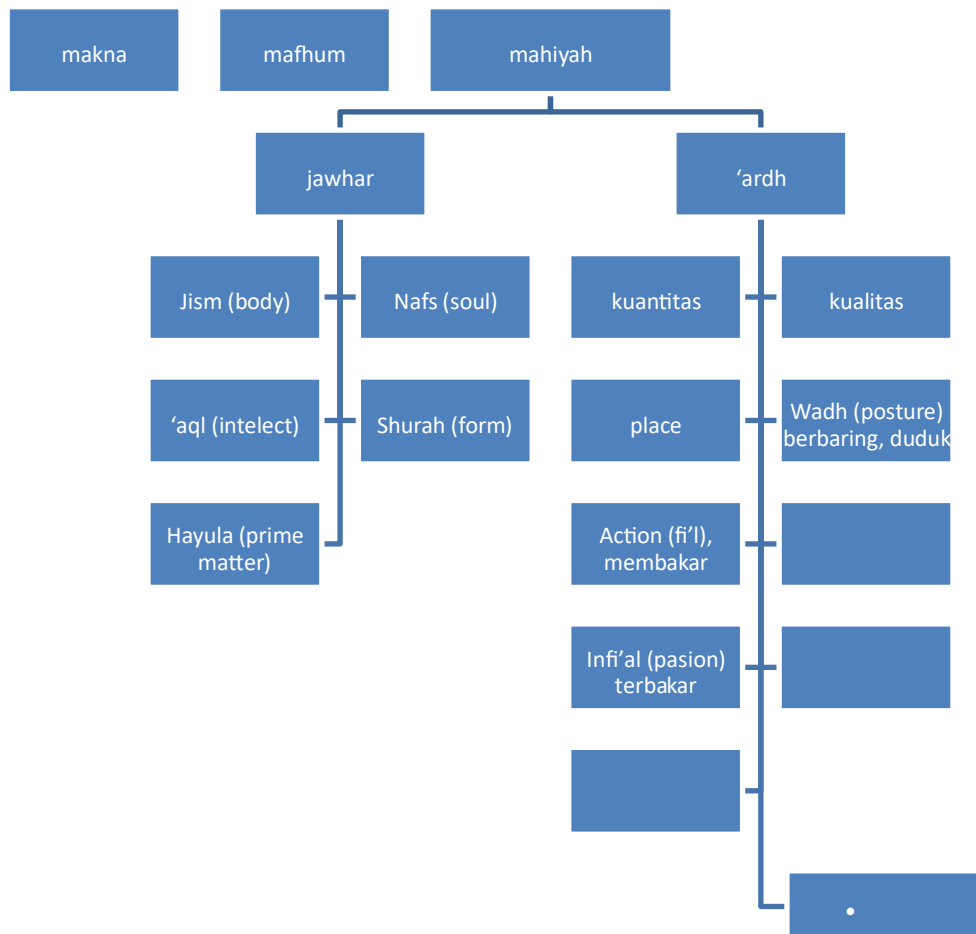 makna
mafhum
mahiyah
jawhar
‘ardh
Jism (body)
Nafs (soul)
kuantitas
kualitas
‘aql (intelect)
Shurah (form)
place
Wadh (posture)
berbaring, duduk
Hayula (prime
matter)
Action (fi’l),
membakar
Infi’al (pasion)
terbakar
•